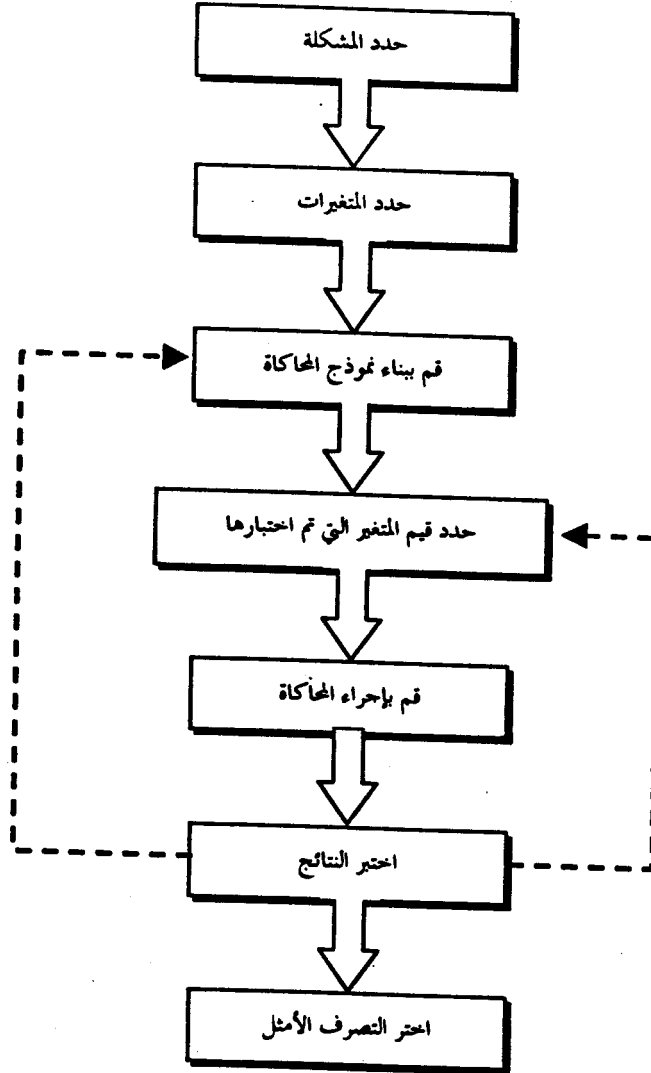 حدد المشكلة
حدد المتغيرات
قم ببناء نموذج المحاكاة
حدد قيم المتغير التي تم اختبارها
قم بإجراء المحاكاة
اختبر النتائج
اختر التصرف الأمثل